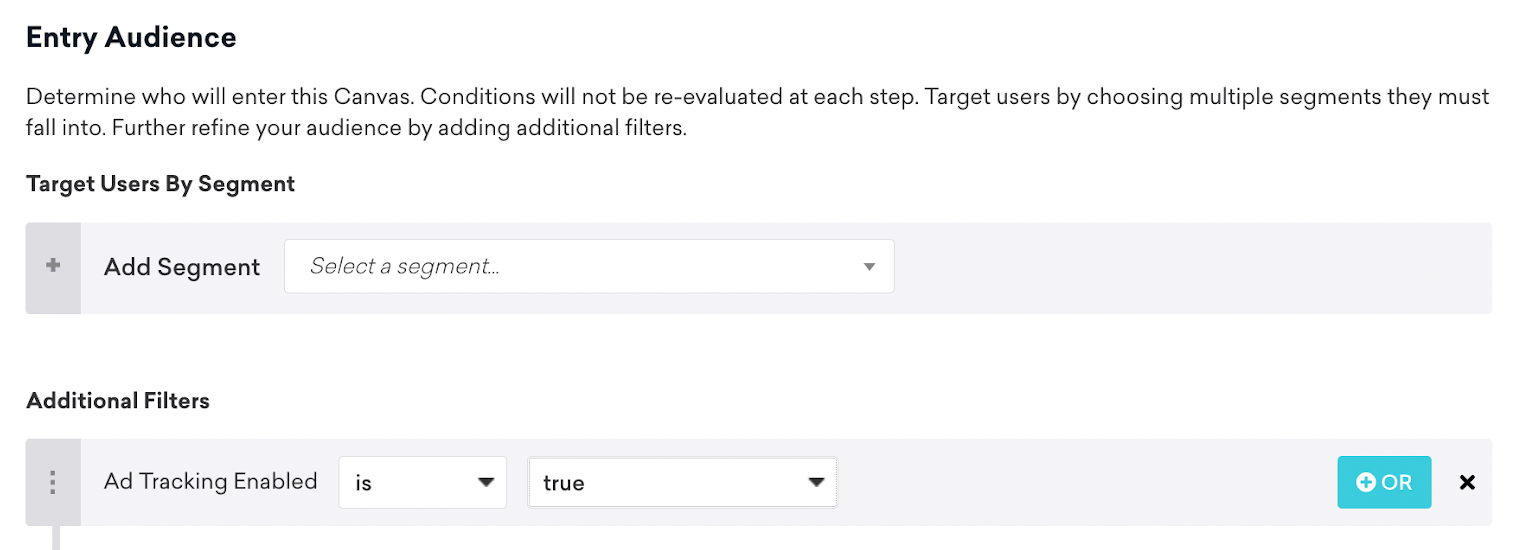 Entry Audience
Determine who will enter this Canvas. Conditions will not be re-evaluated at each step. Target users by choosing multiple segments they must
fall into. Further refine your audience by adding additional filters.
Target Users By Segment
Add Segment Select a segment...
Additional Filters
Ad Tracking Enabled is true OR